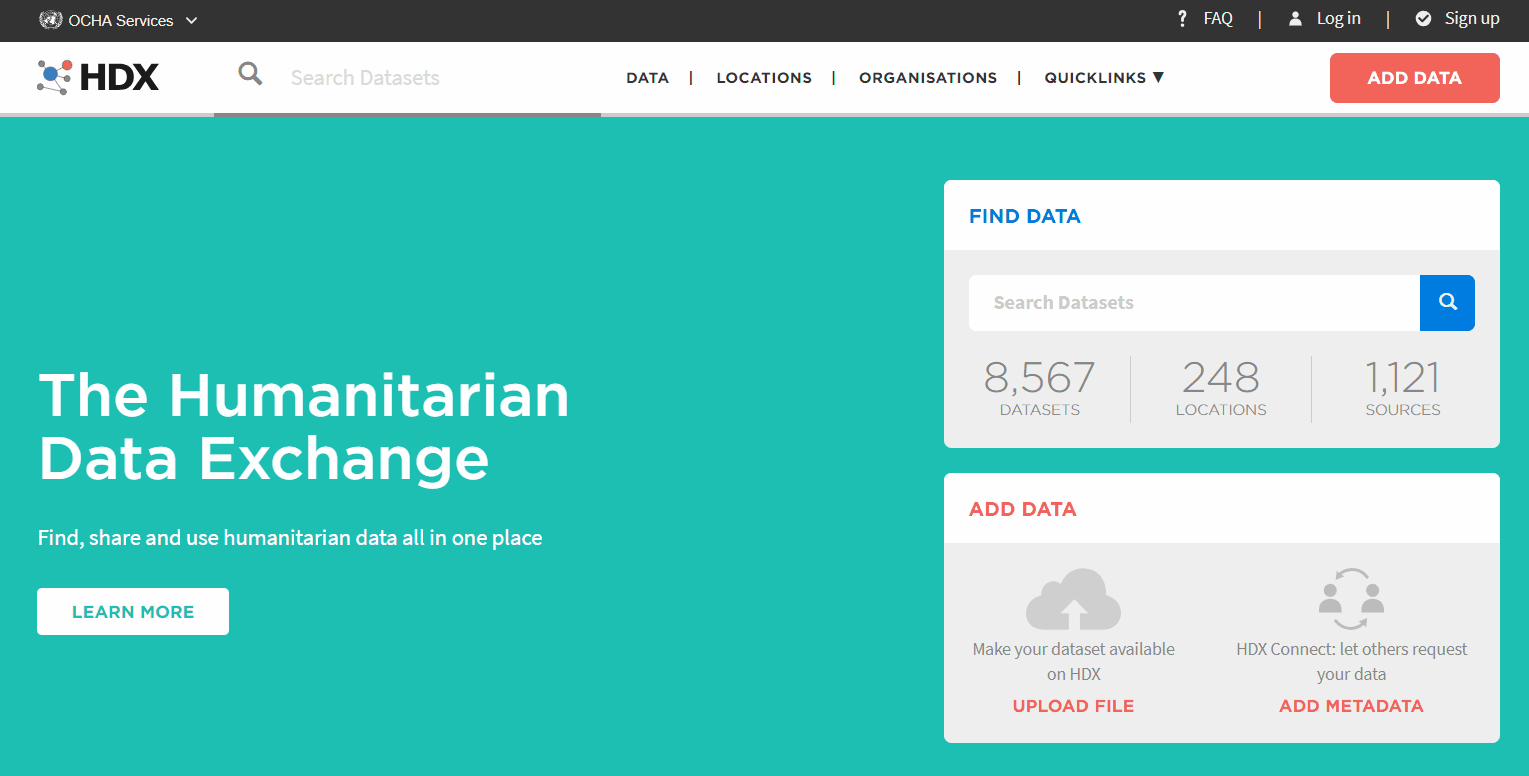 OCHA Services
? FAQ | Log in | Sign up
HDX
Search Datasets
DATA | LOCATIONS | ORGANISATIONS | QUICKLINKS ▼
ADD DATA
The Humanitarian
Data Exchange
Find, share and use humanitarian data all in one place
LEARN MORE
FIND DATA
Search Datasets
8,567 248 1,121
DATASETS LOCATIONS SOURCES
ADD DATA
Make your dataset available
on HDX
UPLOAD FILE
HDX Connect: let others request
your data
ADD METADATA